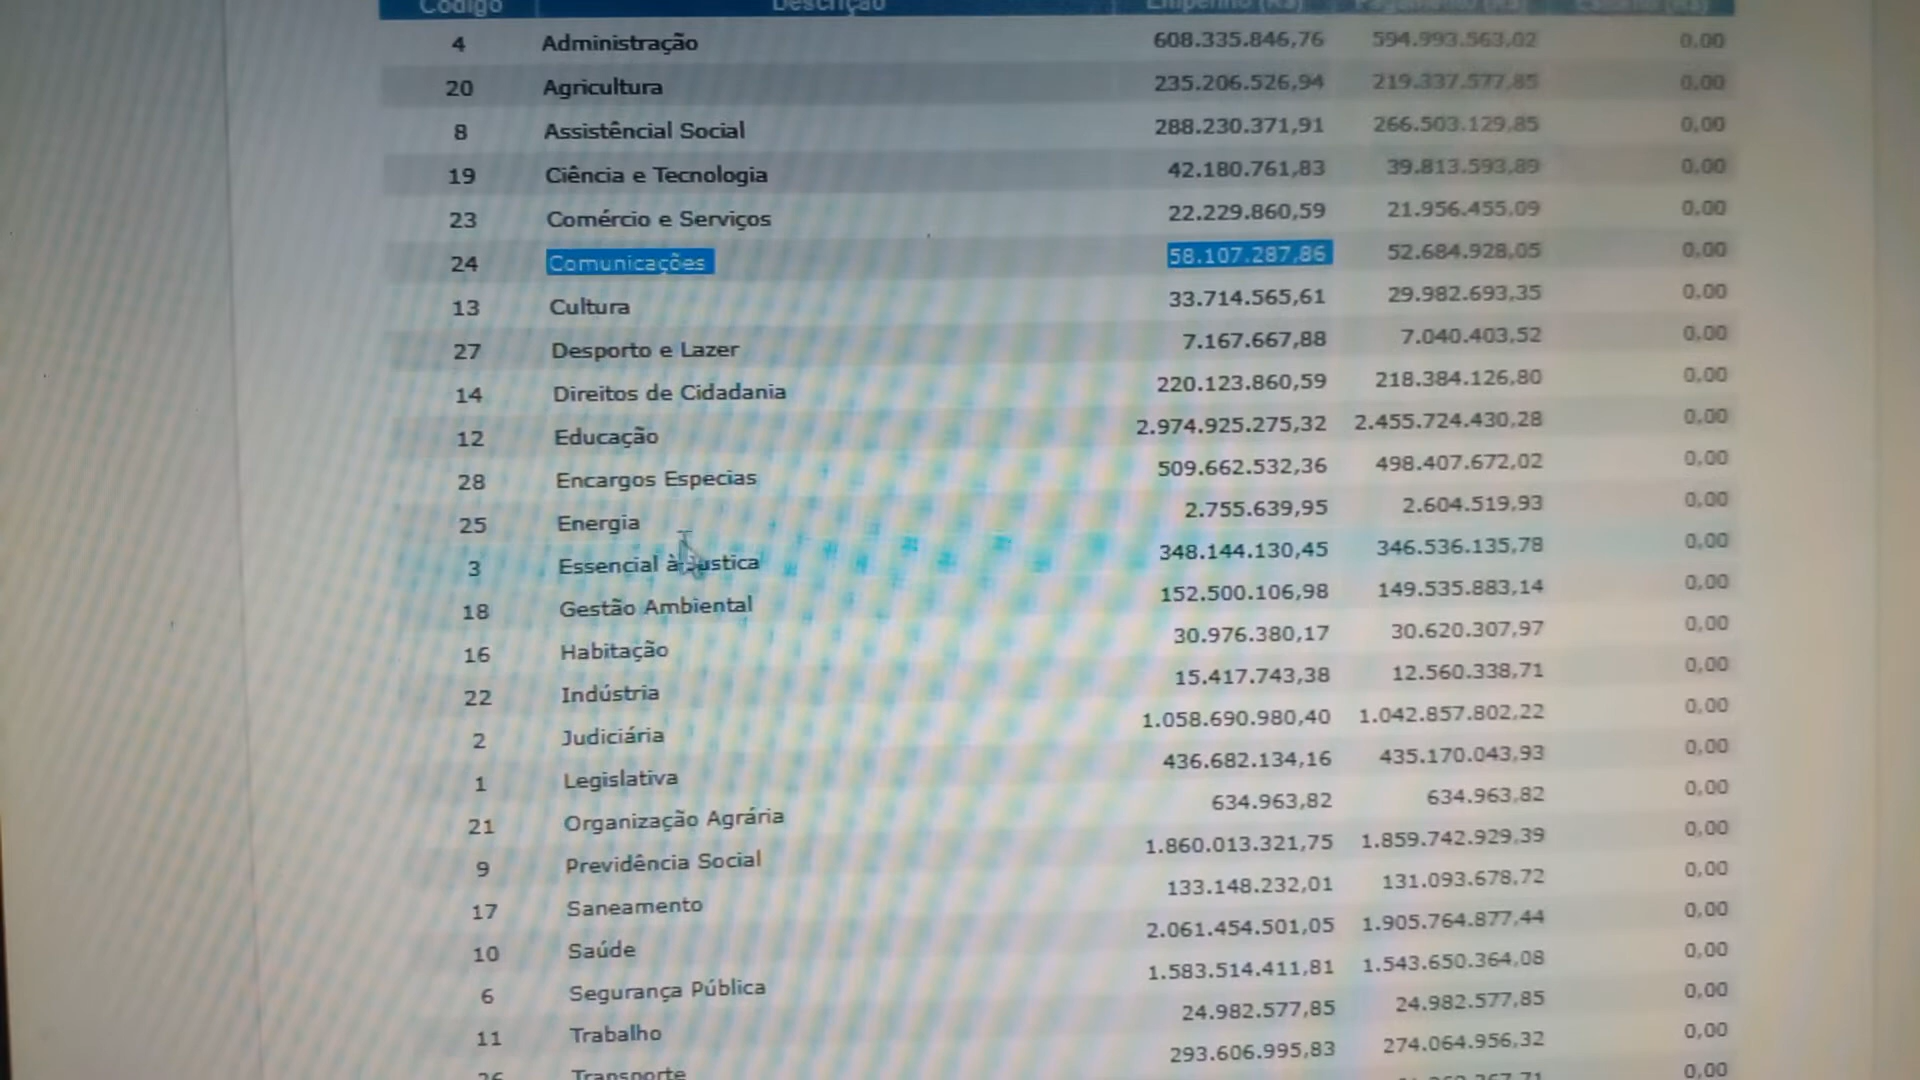 Código Descrição Empenho (R$) Pagamento (R$) Estorno (R$)
4 Administração 608.335.846,76 594.993.563,02 0,00
20 Agricultura 235.206.526,94 219.337.577,85 0,00
8 Assistêncial Social 288.230.371,91 266.503.129,85 0,00
19 Ciência e Tecnologia 42.180.761,83 39.813.593,89 0,00
23 Comércio e Serviços 22.229.860,59 21.956.455,09 0,00
24 Comunicações 58.107.287,86 52.684.928,05 0,00
13 Cultura 33.714.565,61 29.982.693,35 0,00
27 Desporto e Lazer 7.167.667,88 7.040.403,52 0,00
14 Direitos de Cidadania 220.123.860,59 218.384.126,80 0,00
12 Educação 2.974.925.275,32 2.455.724.430,28 0,00
28 Encargos Especias 509.662.532,36 498.407.672,02 0,00
25 Energia 2.755.639,95 2.604.519,93 0,00
3 Essencial à Justica 348.144.130,45 346.536.135,78 0,00
18 Gestão Ambiental 152.500.106,98 149.535.883,14 0,00
16 Habitação 30.976.380,17 30.620.307,97 0,00
22 Indústria 15.417.743,38 12.560.338,71 0,00
2 Judiciária 1.058.690.980,40 1.042.857.802,22 0,00
1 Legislativa 436.682.134,16 435.170.043,93 0,00
21 Organização Agrária 634.963,82 634.963,82 0,00
9 Previdência Social 1.860.013.321,75 1.859.742.929,39 0,00
17 Saneamento 133.148.232,01 131.093.678,72 0,00
10 Saúde 2.061.454.501,05 1.905.764.877,44 0,00
6 Segurança Pública 1.583.514.411,81 1.543.650.364,08 0,00
11 Trabalho 24.982.577,85 24.982.577,85 0,00
26 Transporte 293.606.995,83 274.064.956,32 0,00
0,00